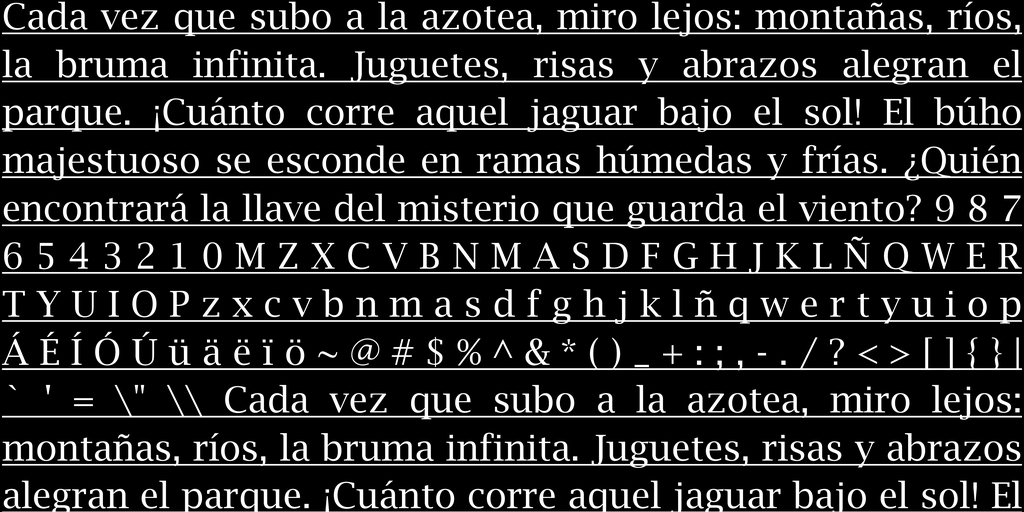 Cada vez que subo a la azotea, miro lejos: montañas, ríos,
la bruma infinita. Juguetes, risas y abrazos alegran el
parque. ¡Cuánto corre aquel jaguar bajo el sol! El búho
majestuoso se esconde en ramas húmedas y frías. ¿Quién
encontrará la llave del misterio que guarda el viento? 9 8 7
6 5 4 3 2 1 0 M Z X C V B N M A S D F G H J K L Ñ Q W E R
T Y U I O P z x c v b n m a s d f g h j k l ñ q w e r t y u i o p
Á É Í Ó Ú ü ä ë ï ö ~ @ # $ % ^ & * ( ) _ + : ; , - . / ? < > [ ] { } |
` ' = \" \\ Cada vez que subo a la azotea, miro lejos:
montañas, ríos, la bruma infinita. Juguetes, risas y abrazos
alegran el parque. ¡Cuánto corre aquel jaguar bajo el sol! El